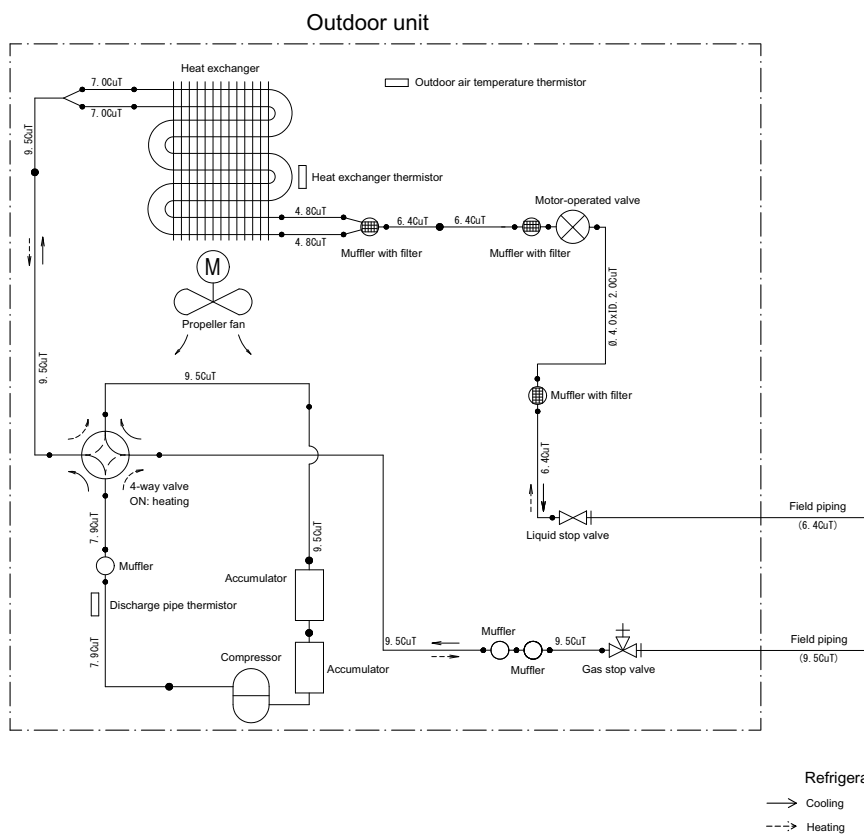 Outdoor unit
Heat exchanger
Outdoor air temperature thermistor
7.0CuT
7.0CuT
9.5CuT
Heat exchanger thermistor
4.8CuT
4.8CuT
6.4CuT
6.4CuT
Motor-operated valve
Muffler with filter
Muffler with filter
M
Propeller fan
Ø.4.0xID.2.0CuT
9.5CuT
9.5CuT
Muffler with filter
6.4CuT
4-way valve
ON: heating
7.9CuT
9.5CuT
Liquid stop valve
Field piping
(6.4CuT)
Muffler
Accumulator
Discharge pipe thermistor
7.9CuT
Compressor
Accumulator
9.5CuT
Muffler
Muffler
9.5CuT
Gas stop valve
Field piping
(9.5CuT)
Refrigera
Cooling
Heating